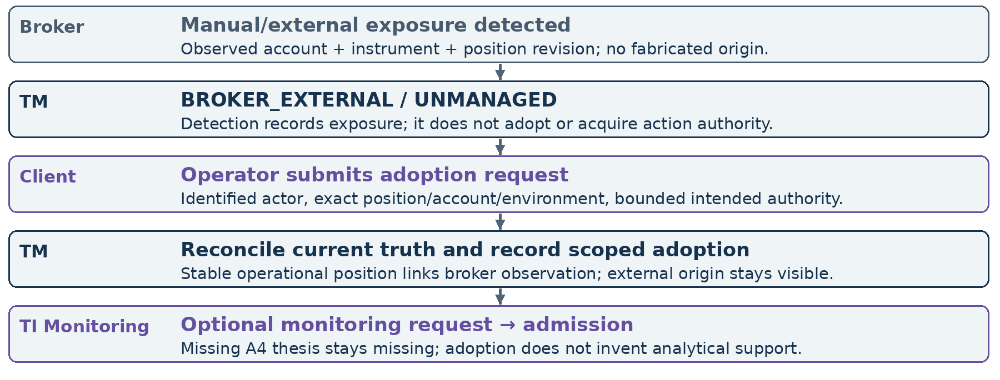 Broker
Manual/external exposure detected
Observed account + instrument + position revision; no fabricated origin.
TM
BROKER_EXTERNAL / UNMANAGED
Detection records exposure; it does not adopt or acquire action authority.
Client
Operator submits adoption request
Identified actor, exact position/account/environment, bounded intended authority.
TM
Reconcile current truth and record scoped adoption
Stable operational position links broker observation; external origin stays visible.
TI Monitoring
Optional monitoring request → admission
Missing A4 thesis stays missing; adoption does not invent analytical support.